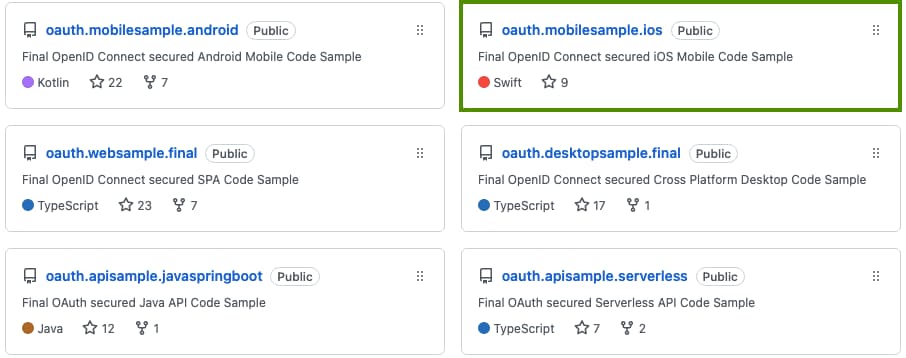 oauth.mobilesample.android Public
Final OpenID Connect secured Android Mobile Code Sample
Kotlin 22 7
oauth.mobilesample.ios Public
Final OpenID Connect secured iOS Mobile Code Sample
Swift 9
oauth.websample.final Public
Final OpenID Connect secured SPA Code Sample
TypeScript 23 7
oauth.desktopsample.final Public
Final OpenID Connect secured Cross Platform Desktop Code Sample
TypeScript 17 1
oauth.apisample.javaspringboot Public
Final OAuth secured Java API Code Sample
Java 12 1
oauth.apisample.serverless Public
Final OAuth secured Serverless API Code Sample
TypeScript 7 2